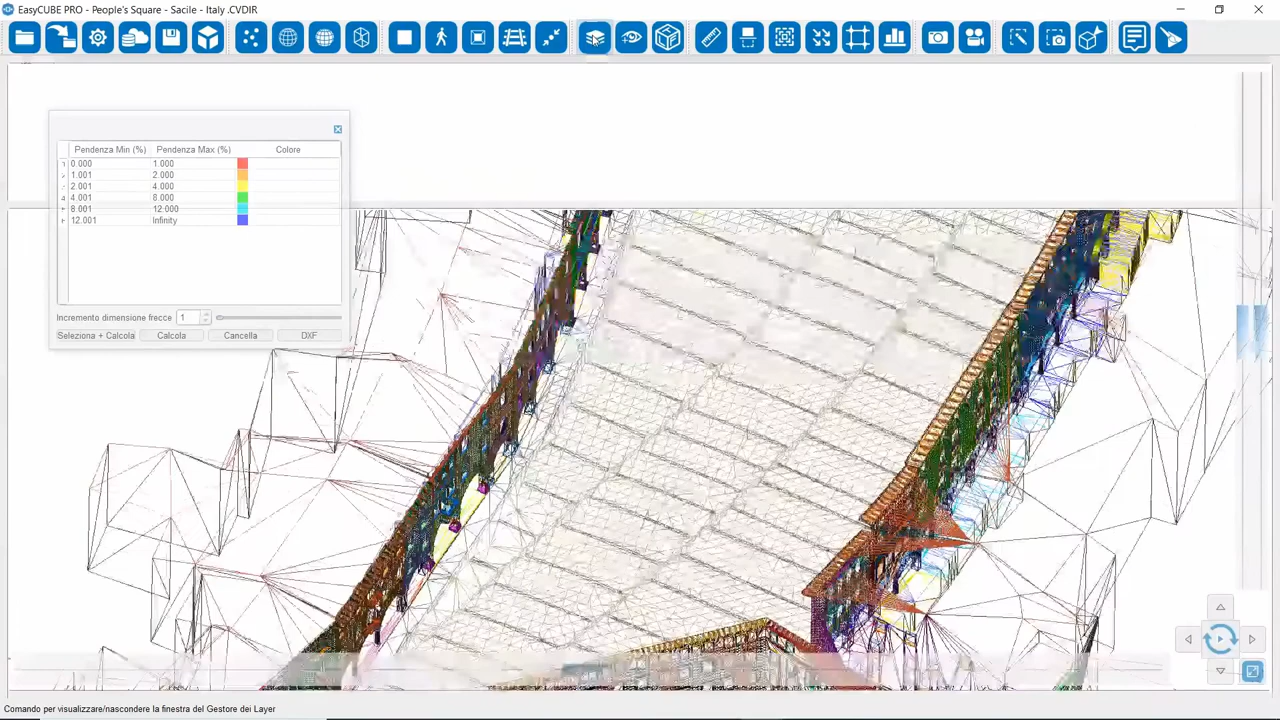 EasyCUBE PRO - People's Square - Sacile - Italy .CVDIR
Pendenza Min (%) Pendenza Max (%) Colore
0.000 1.000
1.001 2.000
2.001 4.000
4.001 8.000
8.001 12.000
12.001 Infinity
Incremento dimensione frecce 1
Seleziona + Calcola Calcola Cancella DXF
Comando per visualizzare/nascondere la finestra del Gestore dei Layer